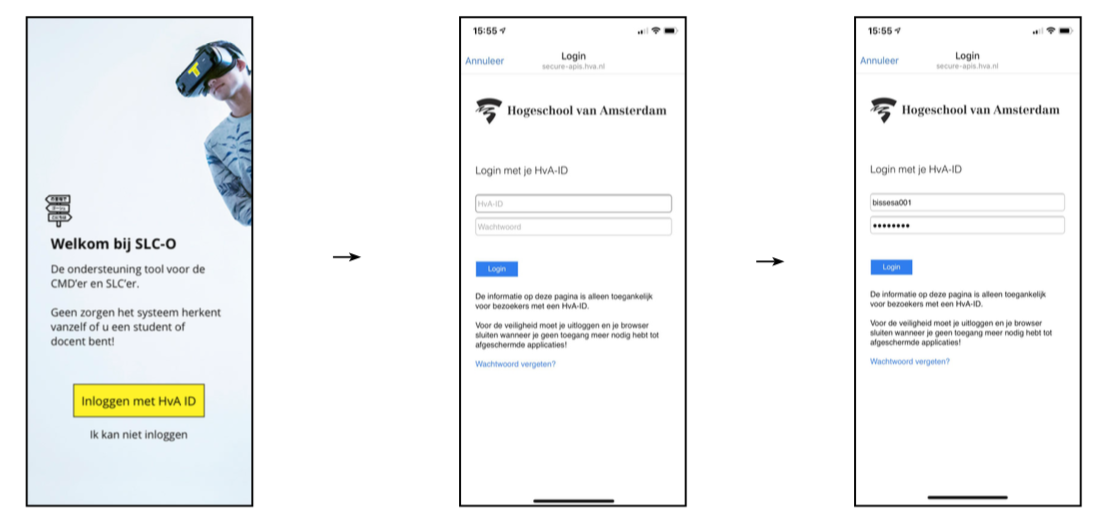 Welkom bij SLC-O
De ondersteuning tool voor de
CMD'er en SLC'er.
Geen zorgen het systeem herkent
vanzelf of u een student of
docent bent!
Inloggen met HvA ID
Ik kan niet inloggen
15:55
Annuleer
Login
secure-apis.hva.nl
Hogeschool van Amsterdam
Login met je HvA-ID
HvA-ID
Wachtwoord
Login
De informatie op deze pagina is alleen toegankelijk
voor bezoekers met een HvA-ID.
Voor de veiligheid moet je uitloggen en je browser
sluiten wanneer je geen toegang meer nodig hebt tot
afgeschermde applicaties!
Wachtwoord vergeten?
15:55
Annuleer
Login
secure-apis.hva.nl
Hogeschool van Amsterdam
Login met je HvA-ID
bissesa001
••••••••
Login
De informatie op deze pagina is alleen toegankelijk
voor bezoekers met een HvA-ID.
Voor de veiligheid moet je uitloggen en je browser
sluiten wanneer je geen toegang meer nodig hebt tot
afgeschermde applicaties!
Wachtwoord vergeten?